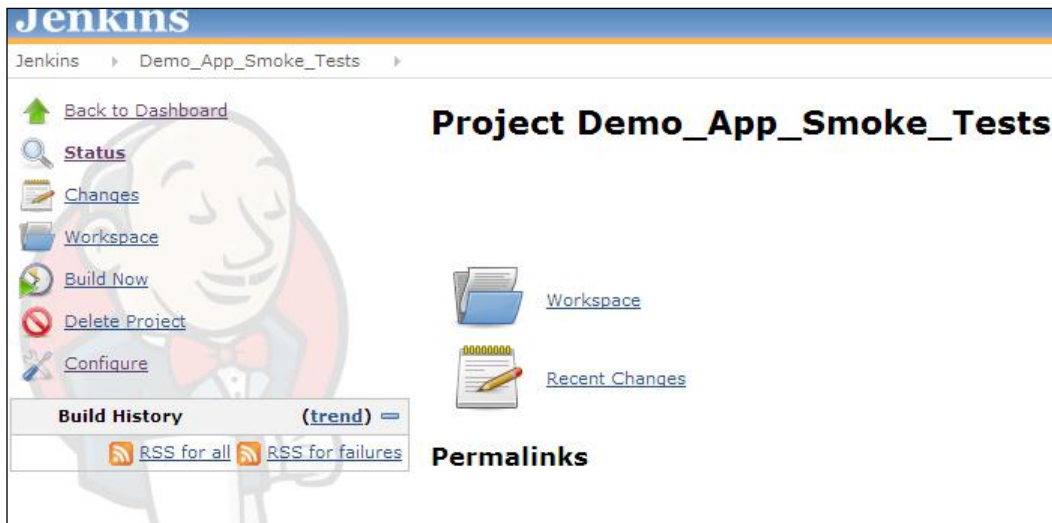 Jenkins
Jenkins Demo_App_Smoke_Tests
Back to Dashboard
Status
Changes
Workspace
Build Now
Delete Project
Configure
Build History (trend)
RSS for all RSS for failures
Project Demo_App_Smoke_Tests
Workspace
Recent Changes
Permalinks